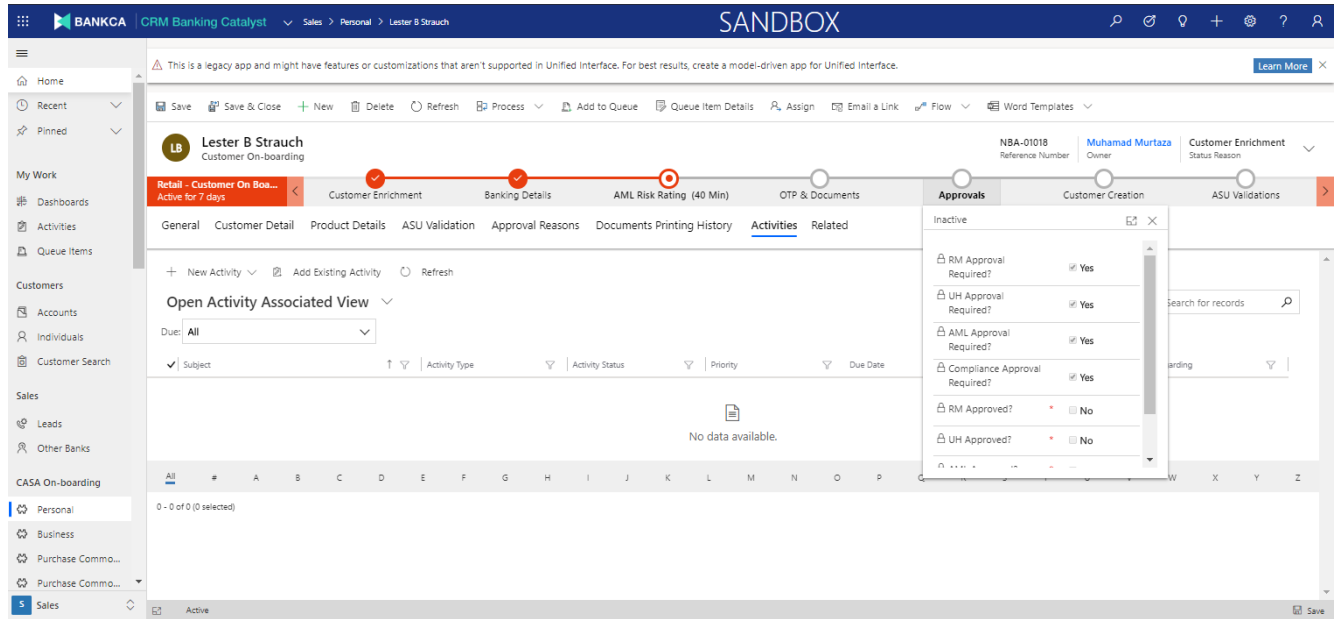 BANKCA CRM Banking Catalyst Sales > Personal > Lester B Strauch SANDBOX
This is a legacy app and might have features or customizations that aren't supported in Unified Interface. For best results, create a model-driven app for Unified Interface. Learn More
Home
Recent
Pinned
My Work
Dashboards
Activities
Queue Items
Customers
Accounts
Individuals
Customer Search
Sales
Leads
Other Banks
CASA On-boarding
Personal
Business
Purchase Commo...
Purchase Commo...
S Sales
Save Save & Close New Delete Refresh Process Add to Queue Queue Item Details Assign Email a Link Flow Word Templates
LB Lester B Strauch
Customer On-boarding
NBA-01018
Reference Number
Muhamad Murtaza
Owner
Customer Enrichment
Status Reason
Retail - Customer On Boa...
Active for 7 days
Customer Enrichment Banking Details AML Risk Rating (40 Min) OTP & Documents Approvals Customer Creation ASU Validations
General Customer Detail Product Details ASU Validation Approval Reasons Documents Printing History Activities Related
New Activity Add Existing Activity Refresh
Open Activity Associated View
Search for records
Due: All
Subject Activity Type Activity Status Priority Due Date
No data available.
All # A B C D E F G H I J K L M N O P W X Y Z
0 - 0 of 0 (0 selected)
Inactive
RM Approval
Required? Yes
UH Approval
Required? Yes
AML Approval
Required? Yes
Compliance Approval
Required? Yes
RM Approved? * No
UH Approved? * No
Active Save